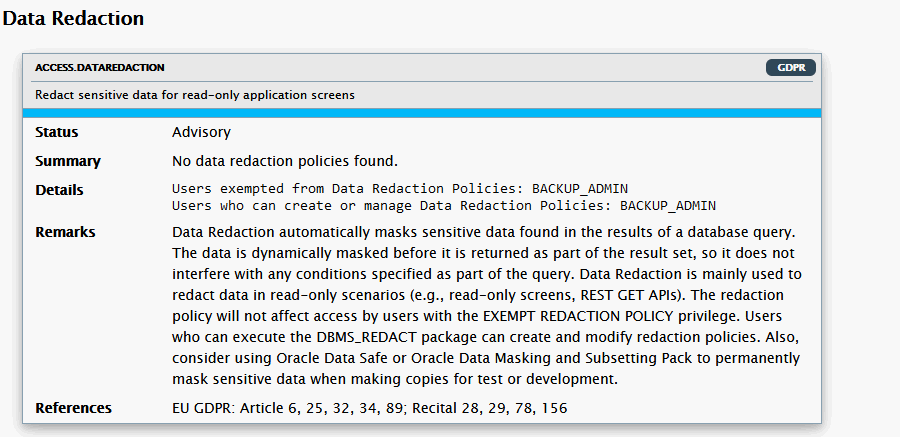 Data Redaction
ACCESS.DATAREDACTION GDPR
Redact sensitive data for read-only application screens
Status Advisory
Summary No data redaction policies found.
Details Users exempted from Data Redaction Policies: BACKUP_ADMIN
Users who can create or manage Data Redaction Policies: BACKUP_ADMIN
Remarks Data Redaction automatically masks sensitive data found in the results of a database query.
The data is dynamically masked before it is returned as part of the result set, so it does not
interfere with any conditions specified as part of the query. Data Redaction is mainly used to
redact data in read-only scenarios (e.g., read-only screens, REST GET APIs). The redaction
policy will not affect access by users with the EXEMPT REDACTION POLICY privilege. Users
who can execute the DBMS_REDACT package can create and modify redaction policies. Also,
consider using Oracle Data Safe or Oracle Data Masking and Subsetting Pack to permanently
mask sensitive data when making copies for test or development.
References EU GDPR: Article 6, 25, 32, 34, 89; Recital 28, 29, 78, 156